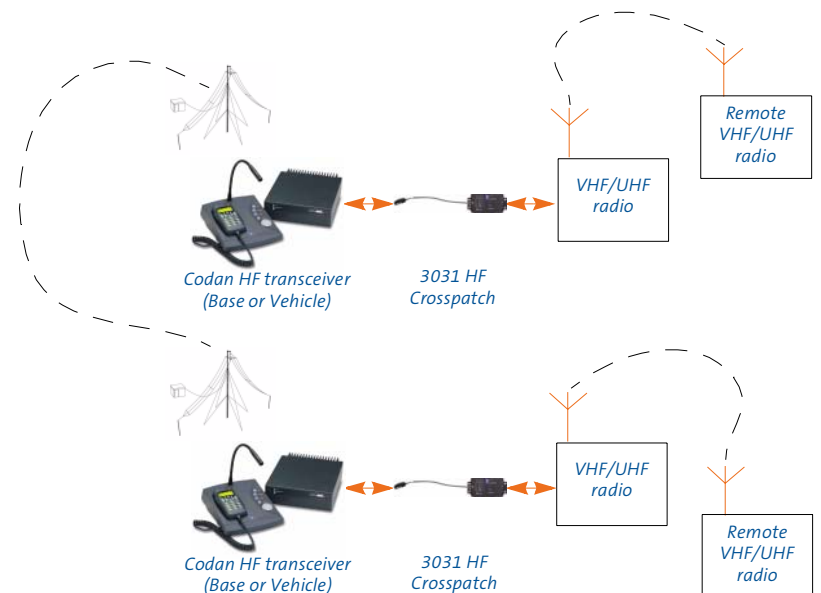 Remote
VHF/UHF
radio
VHF/UHF
radio
Codan HF transceiver
(Base or Vehicle)
3031 HF
Crosspatch
VHF/UHF
radio
Remote
VHF/UHF
radio
Codan HF transceiver
(Base or Vehicle)
3031 HF
Crosspatch